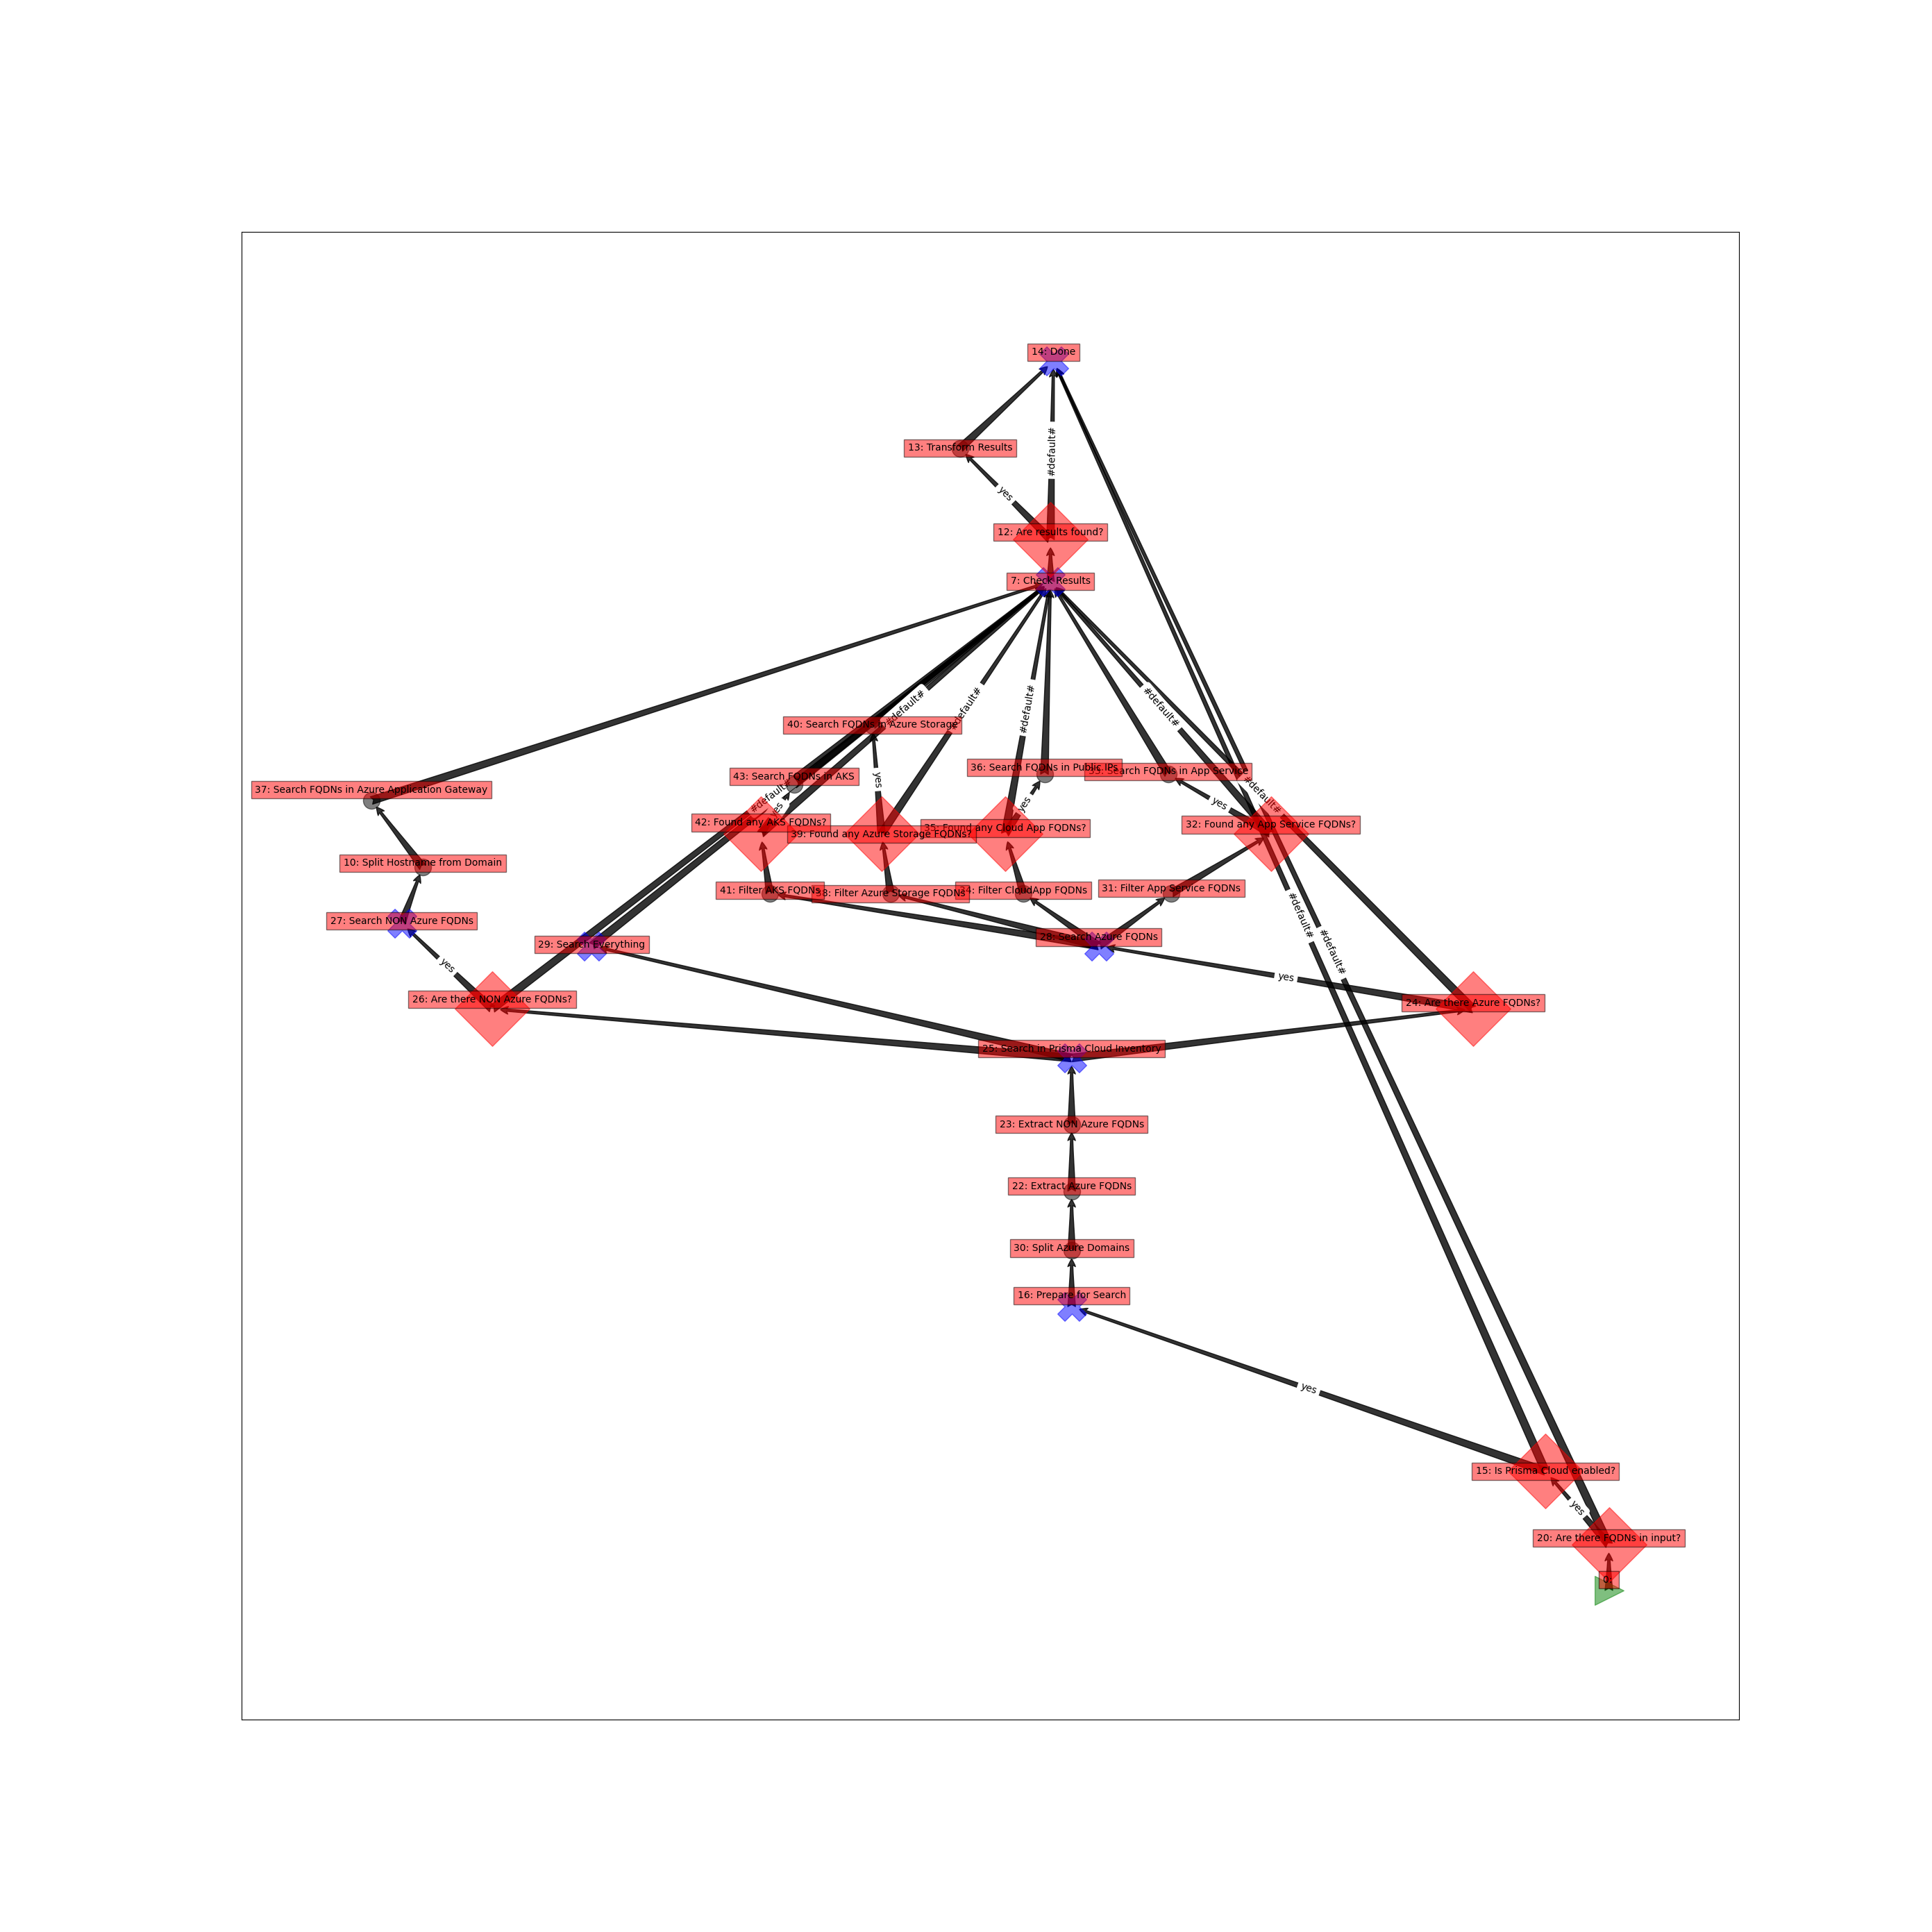 14: Done
13: Transform Results
#default#
yes
12: Are results found?
7: Check Results
#default#
#default#
#default#
#default#
40: Search FQDNs in Azure Storage
36: Search FQDNs in Public IPs
33: Search FQDNs in App Service
43: Search FQDNs in AKS
yes
37: Search FQDNs in Azure Application Gateway
#default#
#default#
yes
yes
yes
42: Found any AKS FQDNs?
39: Found any Azure Storage FQDNs?
35: Found any Cloud App FQDNs?
32: Found any App Service FQDNs?
10: Split Hostname from Domain
41: Filter AKS FQDNs
38: Filter Azure Storage FQDNs
34: Filter CloudApp FQDNs
31: Filter App Service FQDNs
#default#
27: Search NON Azure FQDNs
29: Search Everything
28: Search Azure FQDNs
#default#
yes
yes
26: Are there NON Azure FQDNs?
24: Are there Azure FQDNs?
25: Search in Prisma Cloud Inventory
23: Extract NON Azure FQDNs
22: Extract Azure FQDNs
30: Split Azure Domains
16: Prepare for Search
yes
15: Is Prisma Cloud enabled?
yes
20: Are there FQDNs in input?
0: